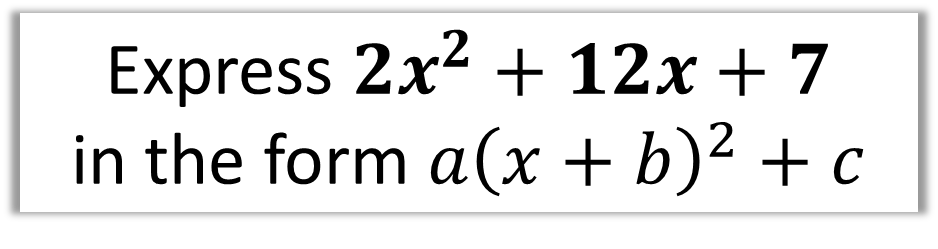 Express 2x² + 12x + 7
in the form a(x + b)² + c